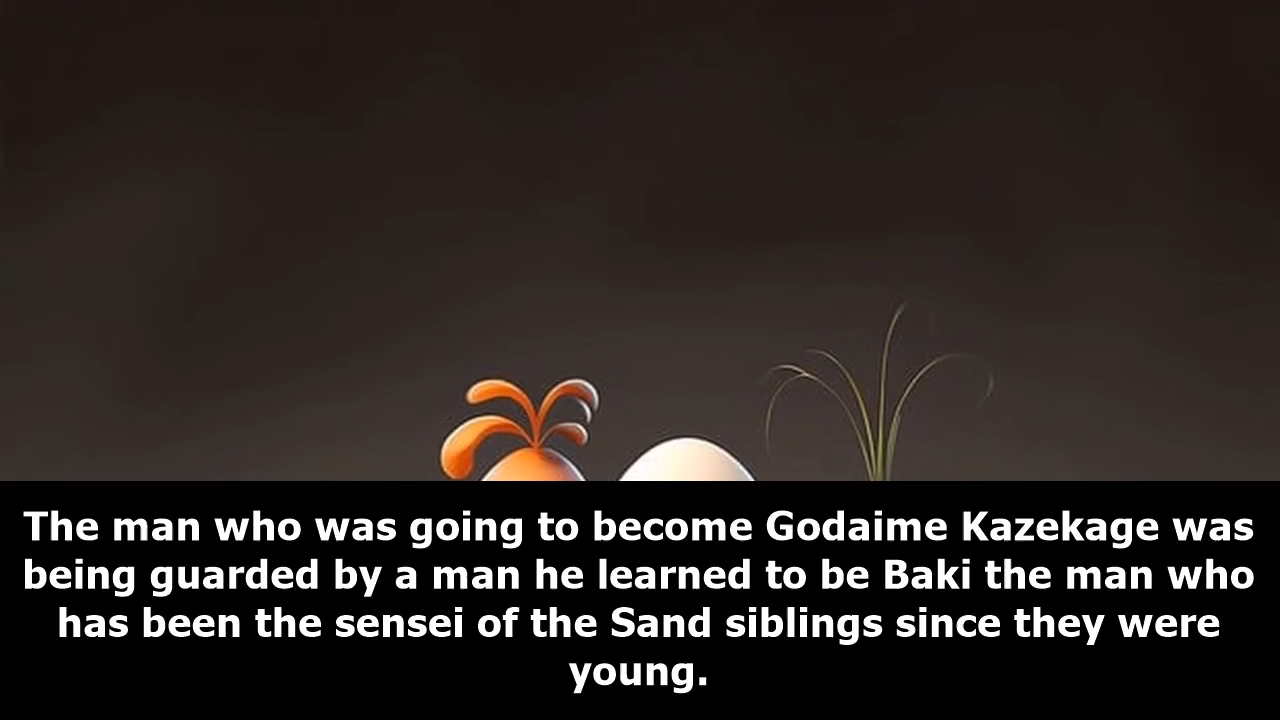 The man who was going to become Godaime Kazekage was
being guarded by a man he learned to be Baki the man who
has been the sensei of the Sand siblings since they were
young.